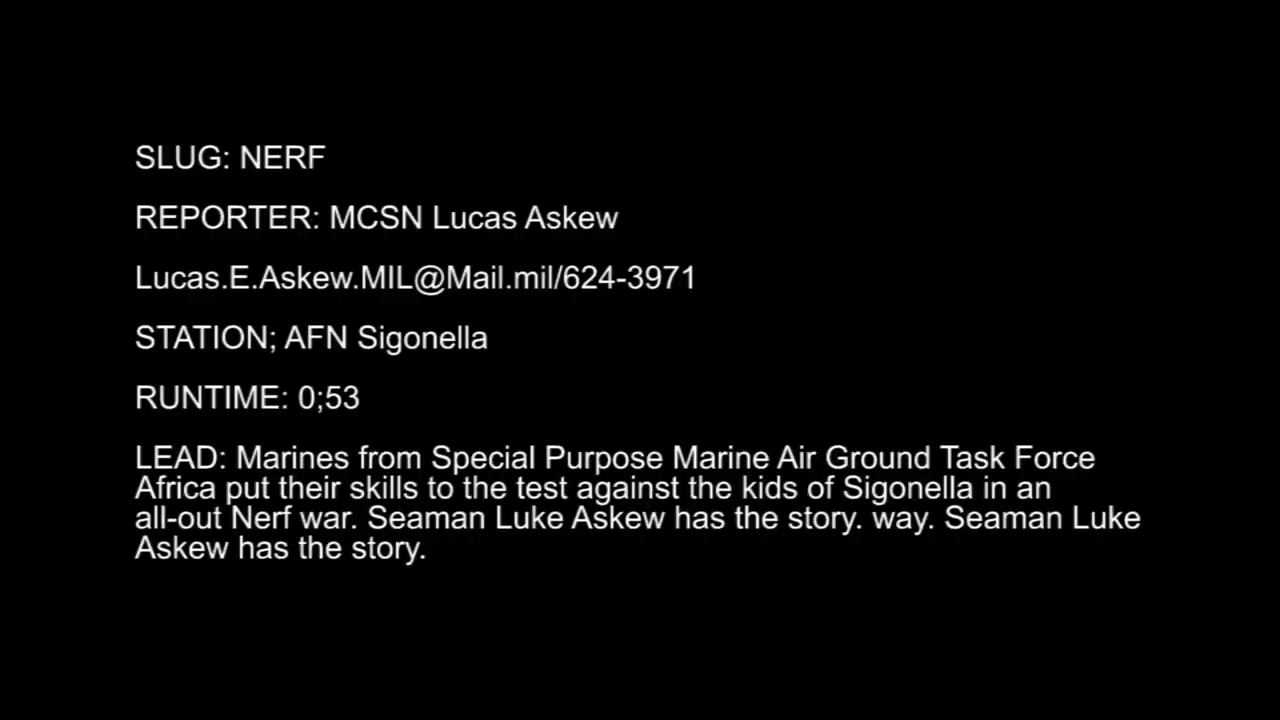 SLUG: NERF
REPORTER: MCSN Lucas Askew
Lucas.E.Askew.MIL@Mail.mil/624-3971
STATION; AFN Sigonella
RUNTIME: 0;53
LEAD: Marines from Special Purpose Marine Air Ground Task Force
Africa put their skills to the test against the kids of Sigonella in an
all-out Nerf war. Seaman Luke Askew has the story. way. Seaman Luke
Askew has the story.